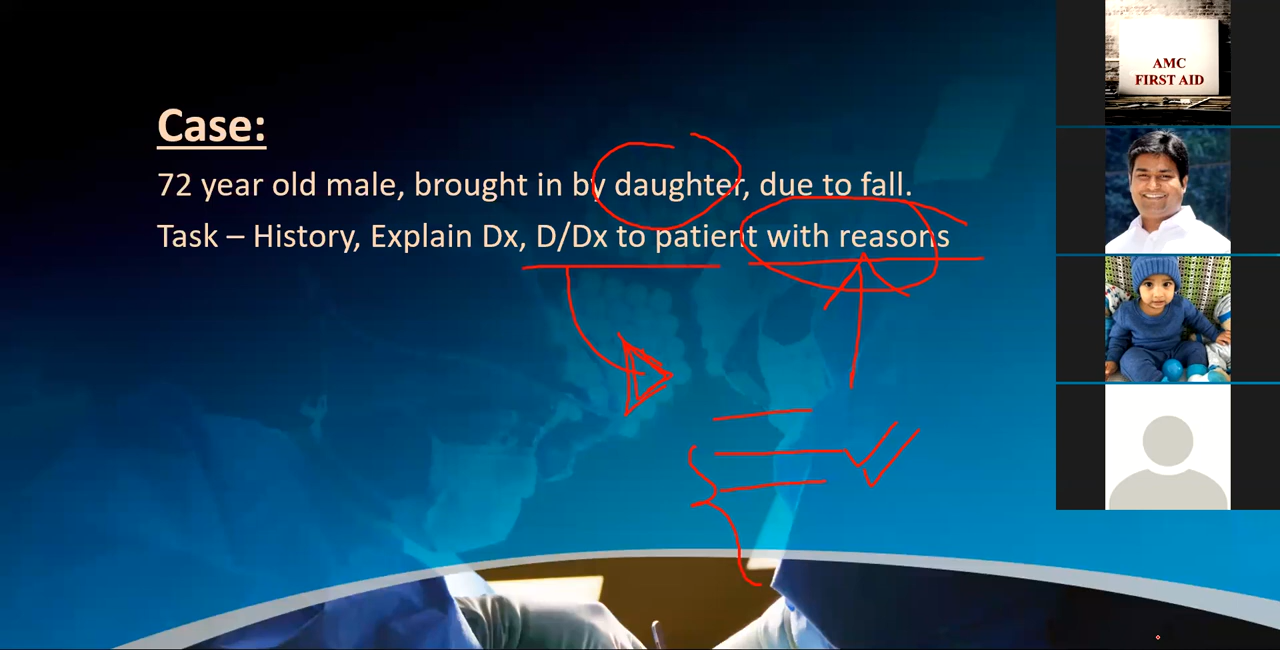 Case:
72 year old male, brought in by daughter, due to fall.
Task – History, Explain Dx, D/Dx to patient with reasons
AMC
FIRST AID